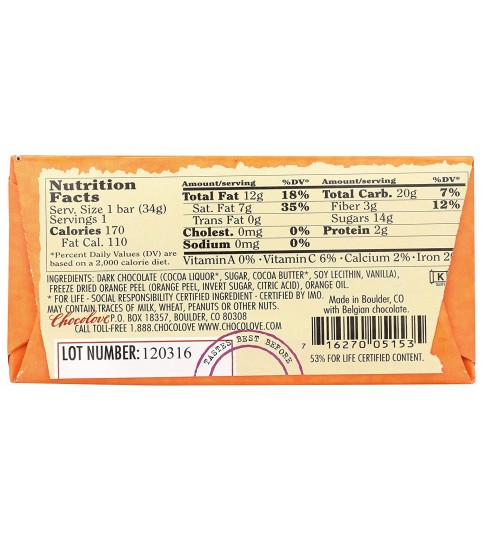 Nutrition Facts
Serv. Size 1 bar (34g)
Servings 1
Calories 170
Fat Cal. 110
*Percent Daily Values (DV) are
based on a 2,000 calorie diet.
Amount/serving %DV* Amount/serving %DV*
Total Fat 12g 18% Total Carb. 20g 7%
Sat. Fat 7g 35% Fiber 3g 12%
Trans Fat 0g Sugars 14g
Cholest. 0mg 0% Protein 2g
Sodium 0mg 0%
Vitamin A 0% · Vitamin C 6% · Calcium 2% · Iron
INGREDIENTS: DARK CHOCOLATE (COCOA LIQUOR*, SUGAR, COCOA BUTTER*, SOY LECITHIN, VANILLA),
FREEZE DRIED ORANGE PEEL (ORANGE PEEL, INVERT SUGAR, CITRIC ACID), ORANGE OIL.
* FOR LIFE - SOCIAL RESPONSIBILITY CERTIFIED INGREDIENT - CERTIFIED BY IMO.
MAY CONTAIN TRACES OF MILK, WHEAT, PEANUTS OR OTHER NUTS.
Chocolove P.O. BOX 18357, BOULDER, CO 80308
CALL TOLL-FREE 1.888.CHOCOLOVE WWW.CHOCOLOVE.COM
K
Made in Boulder, CO
with Belgian chocolate.
7 16270 05153
53% FOR LIFE CERTIFIED CONTENT.
LOT NUMBER: 120316
TASTES BEST BEFORE